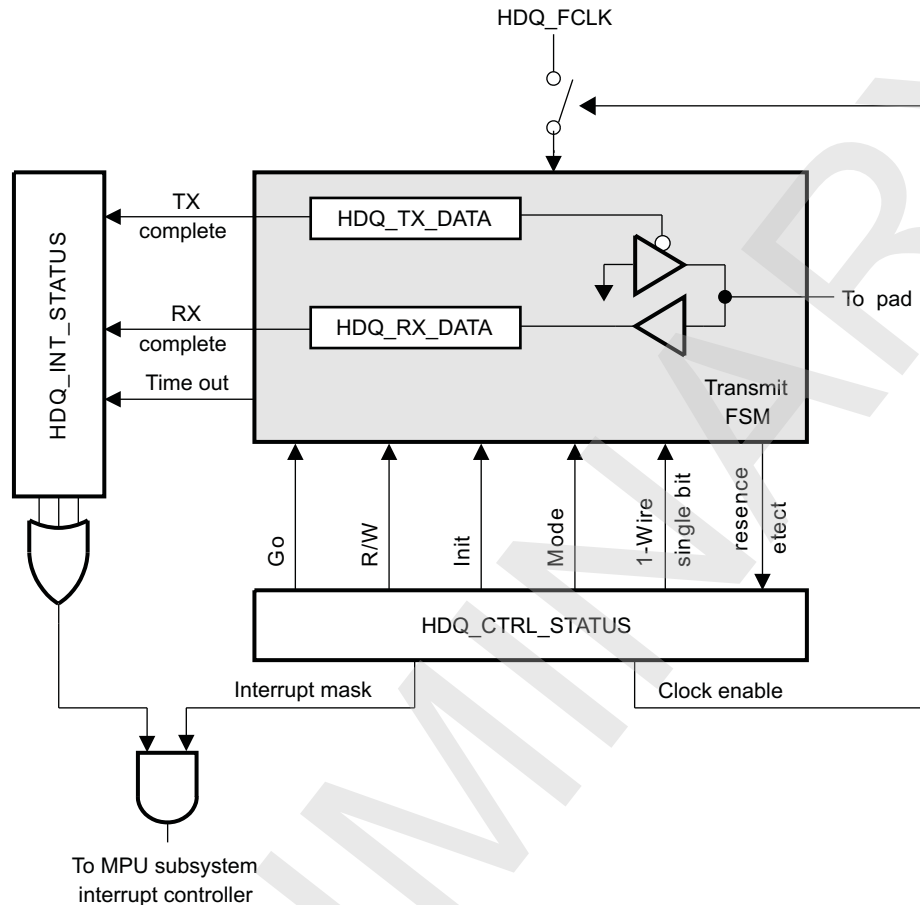 HDQ_FCLK
HDQ_INT_STATUS
TX
complete
HDQ_TX_DATA
RX
complete
HDQ_RX_DATA
To pad
Time out
Transmit
FSM
Go
R/W
Init
Mode
1-Wire
single bit
resence
etect
HDQ_CTRL_STATUS
Interrupt mask
Clock enable
To MPU subsystem
interrupt controller